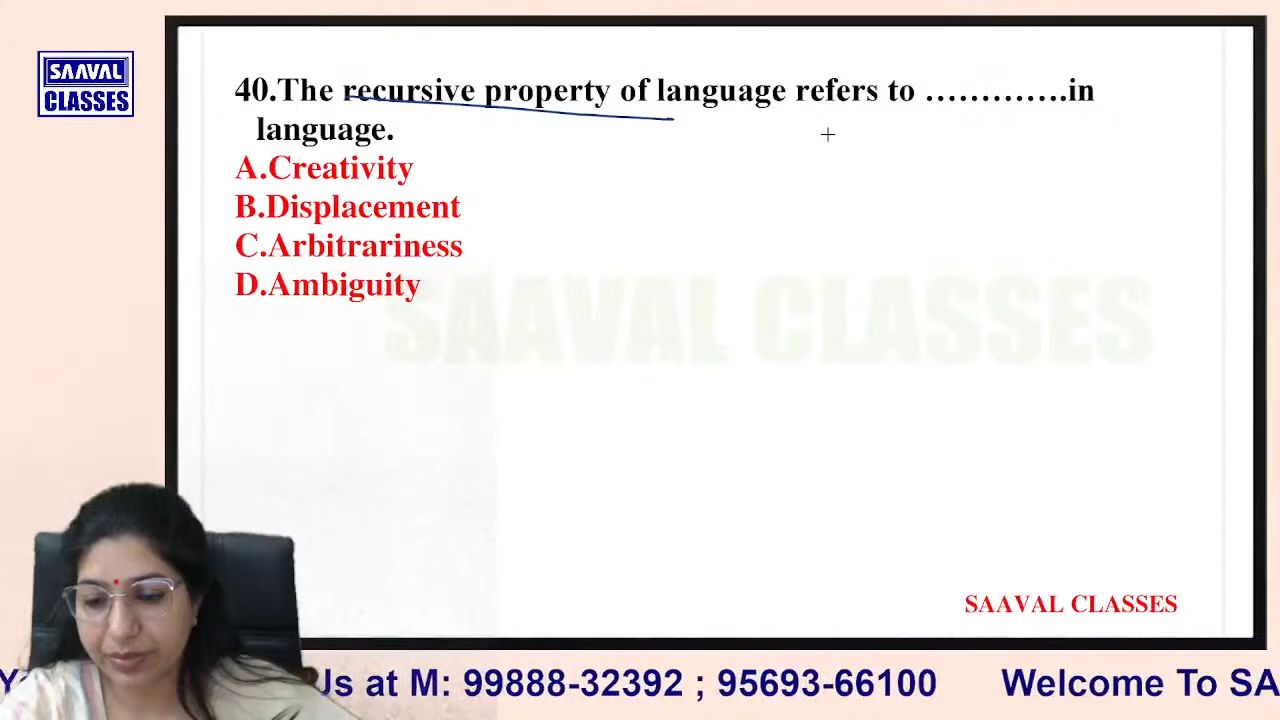 SAAVAL
CLASSES
40.The recursive property of language refers to ………….in
language.
A.Creativity
B.Displacement
C.Arbitrariness
D.Ambiguity
SAAVAL CLASSES
SAAVAL CLASSES
Us at M: 99888-32392 ; 95693-66100 Welcome To SA